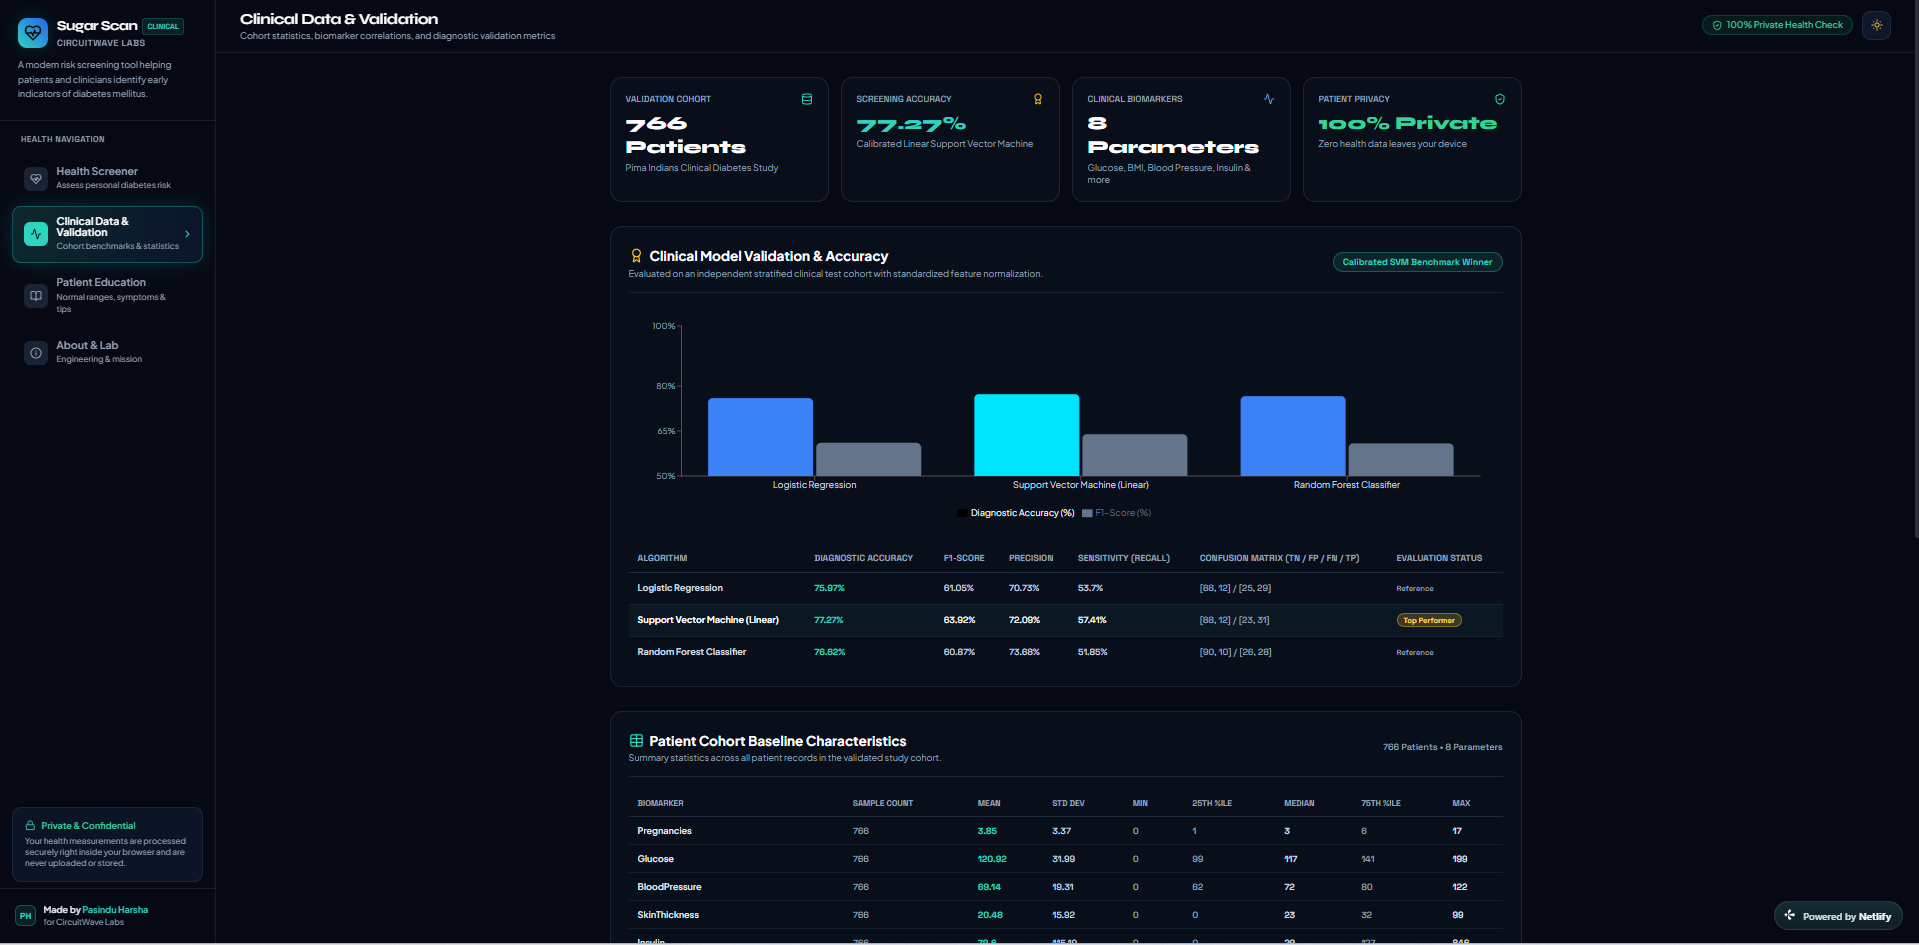 Sugar Scan CLINICAL
CIRCUITWAVE LABS
A modern risk screening tool helping
patients and clinicians identify early
indicators of diabetes mellitus.
HEALTH NAVIGATION
Health Screener
Assess personal diabetes risk
Clinical Data &
Validation
Cohort benchmarks & statistics
Patient Education
Normal ranges, symptoms &
tips
About & Lab
Engineering & mission
Private & Confidential
Your health measurements are processed
securely right inside your browser and are
never uploaded or stored.
PH
Made by Pasindu Harsha
for CircuitWave Labs
Clinical Data & Validation
Cohort statistics, biomarker correlations, and diagnostic validation metrics
100% Private Health Check
VALIDATION COHORT
766
Patients
Pima Indians Clinical Diabetes Study
SCREENING ACCURACY
77.27%
Calibrated Linear Support Vector Machine
CLINICAL BIOMARKERS
8
Parameters
Glucose, BMI, Blood Pressure, Insulin &
more
PATIENT PRIVACY
100% Private
Zero health data leaves your device
Clinical Model Validation & Accuracy
Evaluated on an independent stratified clinical test cohort with standardized feature normalization.
Calibrated SVM Benchmark Winner
100%
80%
65%
50%
Logistic Regression Support Vector Machine (Linear) Random Forest Classifier
Diagnostic Accuracy (%) F1-Score (%)
ALGORITHM DIAGNOSTIC ACCURACY F1-SCORE PRECISION SENSITIVITY (RECALL) CONFUSION MATRIX (TN / FP / FN / TP) EVALUATION STATUS
Logistic Regression 75.97% 61.05% 70.73% 53.7% [88, 12] / [25, 29] Reference
Support Vector Machine (Linear) 77.27% 63.92% 72.09% 57.41% [88, 12] / [23, 31] Top Performer
Random Forest Classifier 76.62% 60.87% 73.68% 51.85% [90, 10] / [26, 28] Reference
Patient Cohort Baseline Characteristics
Summary statistics across all patient records in the validated study cohort.
766 Patients • 8 Parameters
BIOMARKER SAMPLE COUNT MEAN STD DEV MIN 25TH %ILE MEDIAN 75TH %ILE MAX
Pregnancies 766 3.85 3.37 0 1 3 6 17
Glucose 766 120.92 31.99 0 99 117 141 199
BloodPressure 766 69.14 19.31 0 62 72 80 122
SkinThickness 766 20.48 15.92 0 0 23 32 99
Insulin 766
Powered by Netlify